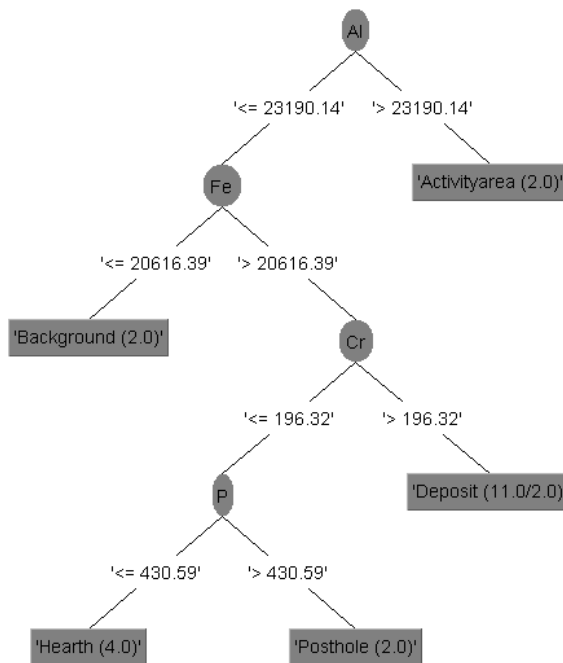 Al
'<= 23190.14' '> 23190.14'
Fe 'Activityarea (2.0)'
'<= 20616.39' '> 20616.39'
'Background (2.0)' Cr
'<= 196.32' '> 196.32'
P 'Deposit (11.0/2.0)
'<= 430.59' '> 430.59'
'Hearth (4.0)' 'Posthole (2.0)'